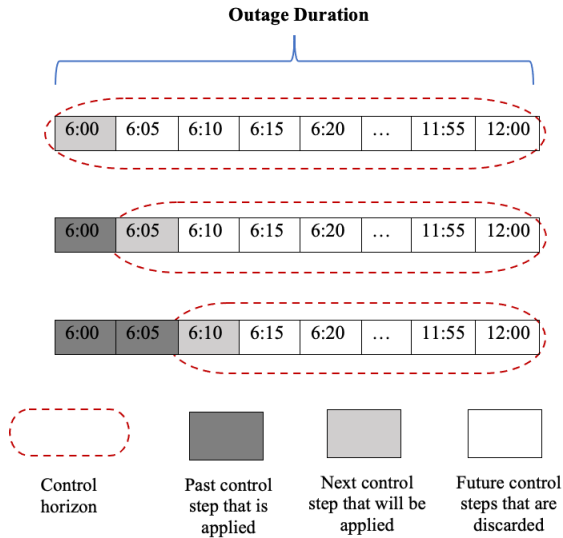 Outage Duration
6:00 6:05 6:10 6:15 6:20 … 11:55 12:00
6:00 6:05 6:10 6:15 6:20 … 11:55 12:00
6:00 6:05 6:10 6:15 6:20 … 11:55 12:00
Control
horizon
Past control
step that is
applied
Next control
step that will be
applied
Future control
steps that are
discarded